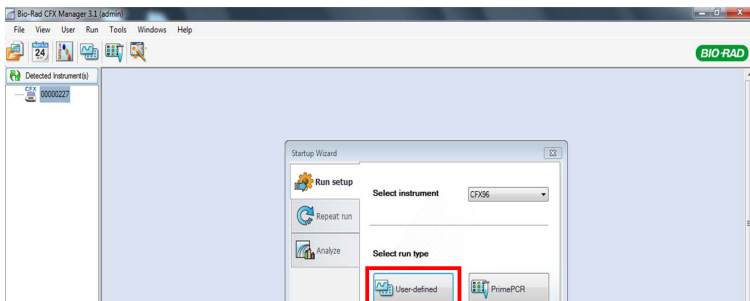 Bio-Rad CFX Manager 3.1 (admin)
File View User Run Tools Windows Help
24
BIO-RAD
Detected Instrument(s)
CFX
00000227
Startup Wizard
Run setup
Select instrument
CFX96
Repeat run
Analyze
Select run type
User-defined
PrimePCR